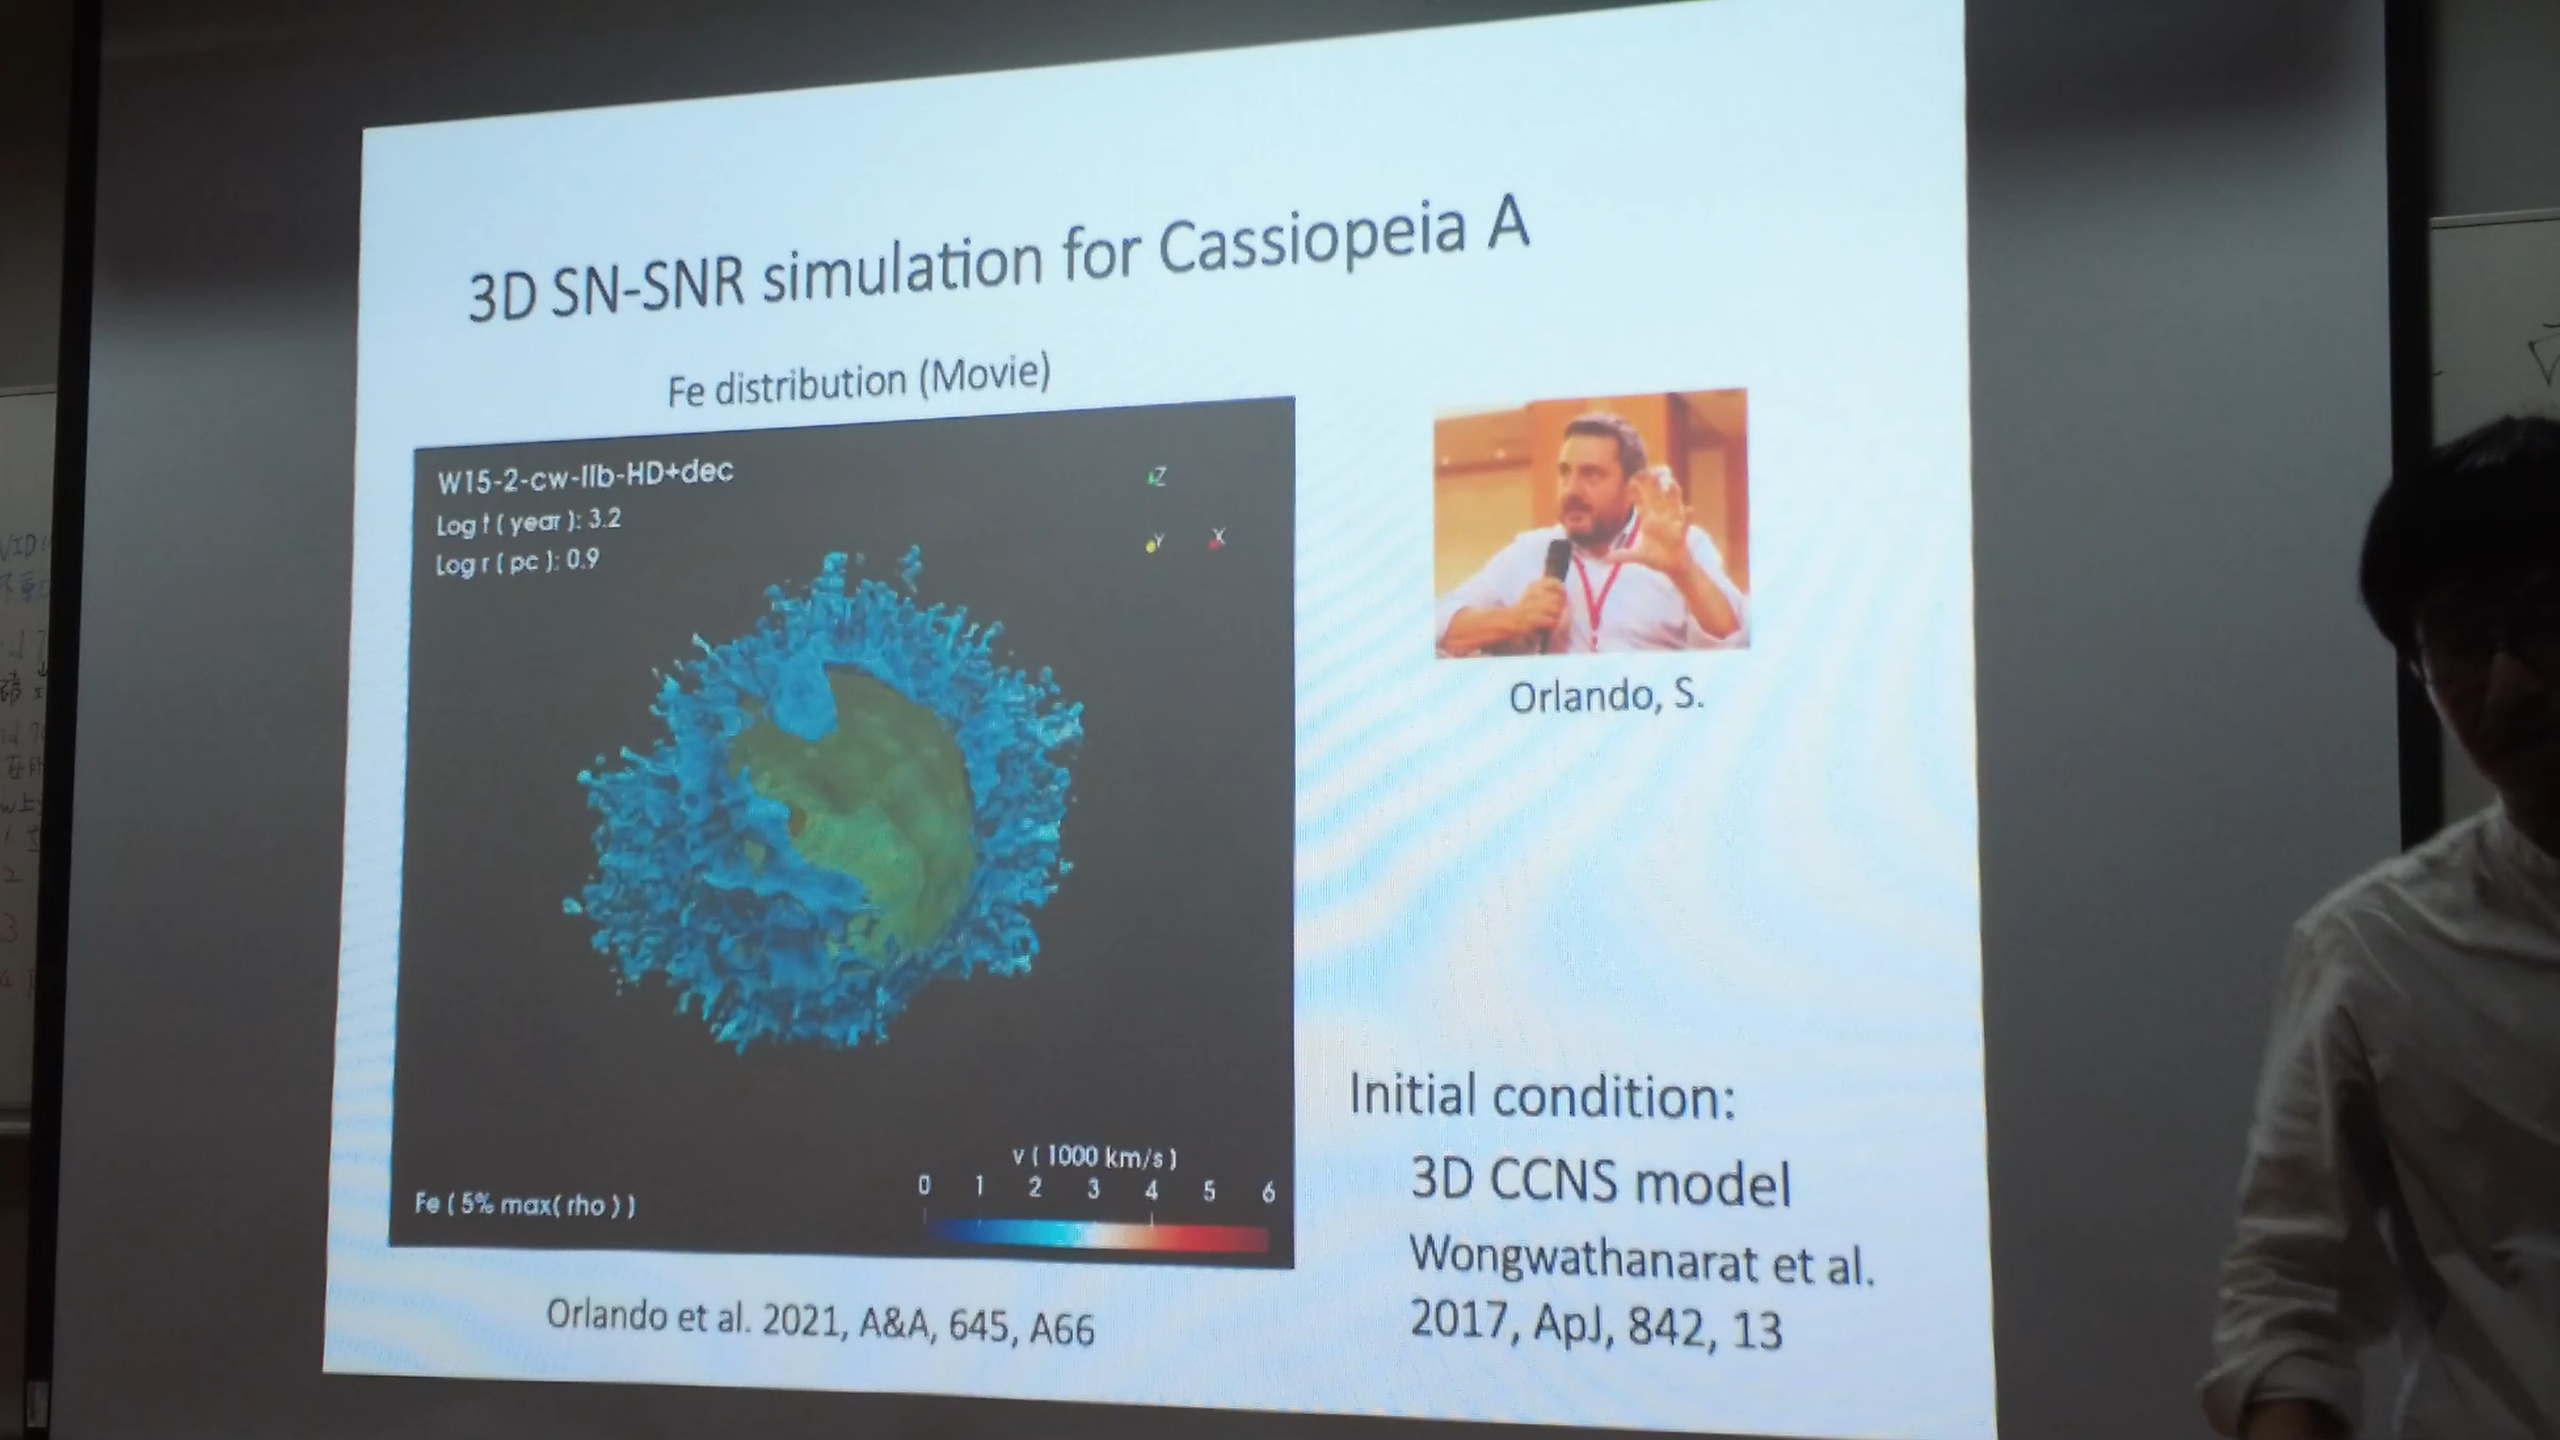 3D SN-SNR simulation for Cassiopeia A
Fe distribution (Movie)
W15-2-cw-IIb-HD+dec
Log t ( year ): 3.2
Log r ( pc ): 0.9
Z
Y X
Orlando, S.
v ( 1000 km/s )
0 1 2 3 4 5 6
Fe ( 5% max( rho ) )
Orlando et al. 2021, A&A, 645, A66
Initial condition:
3D CCNS model
Wongwathanarat et al.
2017, ApJ, 842, 13